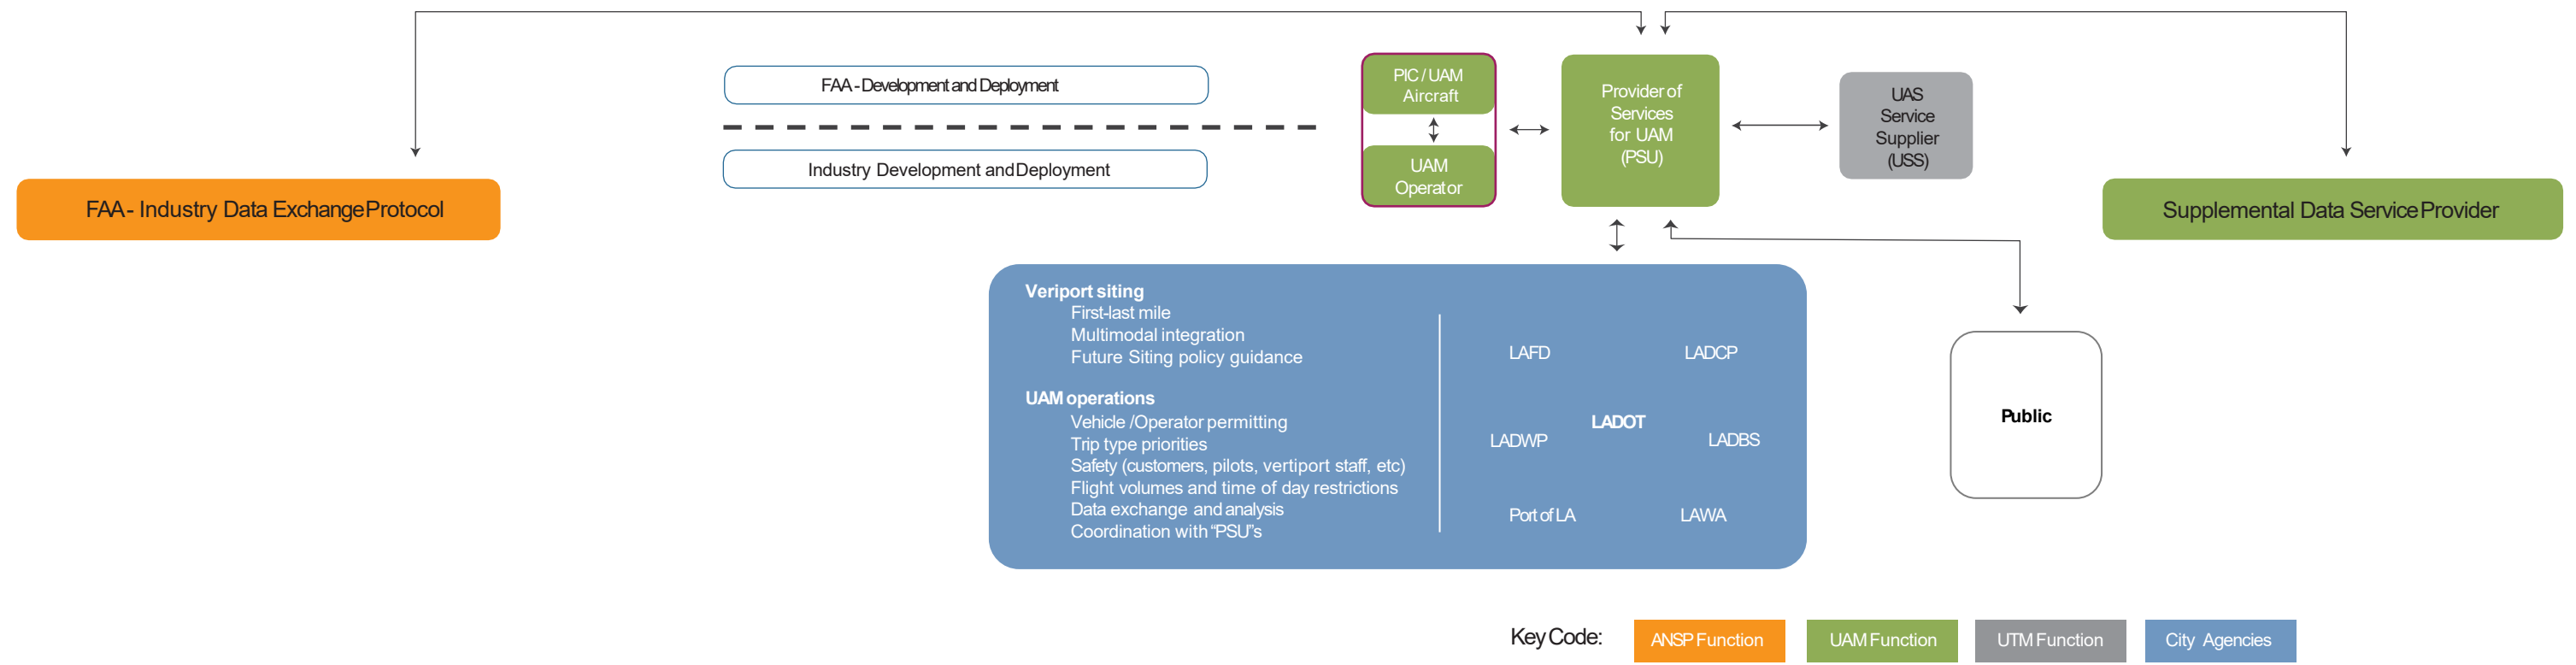 FAA - Development and Deployment
Industry Development and Deployment
FAA - Industry Data Exchange Protocol
PIC / UAM
Aircraft
UAM
Operator
Provider of
Services
for UAM
(PSU)
UAS
Service
Supplier
(USS)
Supplemental Data Service Provider
Veriport siting
First-last mile
Multimodal integration
Future Siting policy guidance
UAM operations
Vehicle /Operator permitting
Trip type priorities
Safety (customers, pilots, vertiport staff, etc)
Flight volumes and time of day restrictions
Data exchange and analysis
Coordination with “PSU”s
LAFD
LADCP
LADOT
LADWP
LADBS
Port of LA
LAWA
Public
Key Code:
ANSP Function
UAM Function
UTM Function
City Agencies